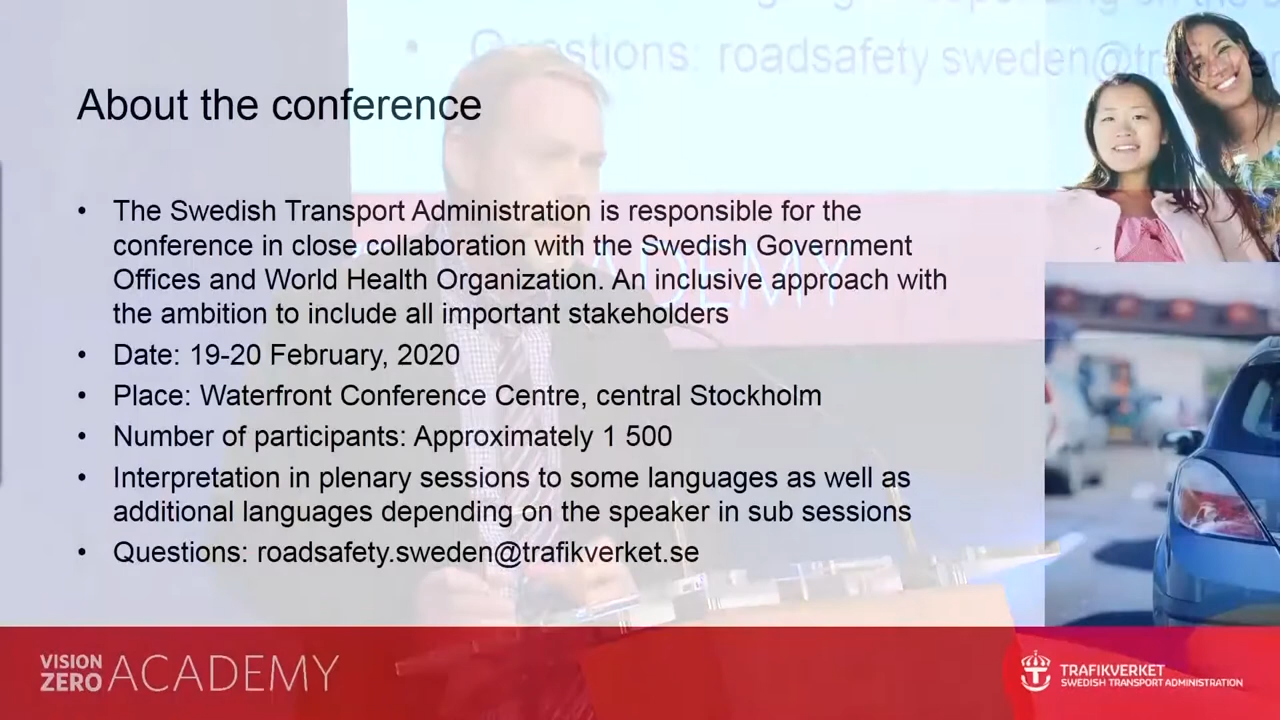 stions: roadsafety sweden@tr
About the conference
• The Swedish Transport Administration is responsible for the
conference in close collaboration with the Swedish Government
Offices and World Health Organization. An inclusive approach with
the ambition to include all important stakeholders
• Date: 19-20 February, 2020
• Place: Waterfront Conference Centre, central Stockholm
• Number of participants: Approximately 1 500
• Interpretation in plenary sessions to some languages as well as
additional languages depending on the speaker in sub sessions
• Questions: roadsafety.sweden@trafikverket.se
VISION
ZERO ACADEMY
TRAFIKVERKET
SWEDISH TRANSPORT ADMINISTRATION